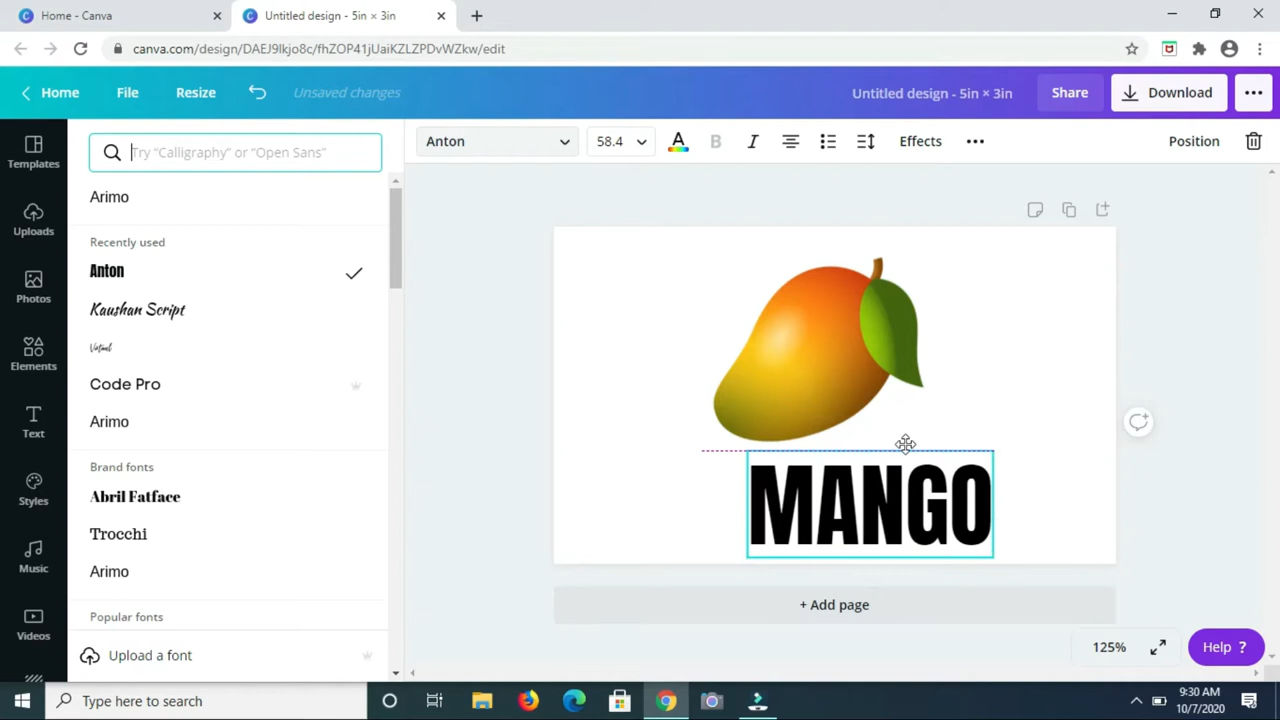 Home - Canva
Untitled design - 5in × 3in
canva.com/design/DAEJ9lkjo8c/fhZOP41jUaiKZLZPDvWZkw/edit
Home
File
Resize
Unsaved changes
Untitled design - 5in × 3in
Share
Download
Templates
Uploads
Photos
Elements
Text
Styles
Music
Videos
Try “Calligraphy” or “Open Sans”
Arimo
Recently used
Anton
Kaushan Script
Virtual
Code Pro
Arimo
Brand fonts
Abril Fatface
Trocchi
Arimo
Popular fonts
Upload a font
Anton
58.4
A
B
I
Effects
Position
MANGO
+ Add page
125%
Help ?
Type here to search
9:30 AM
10/7/2020